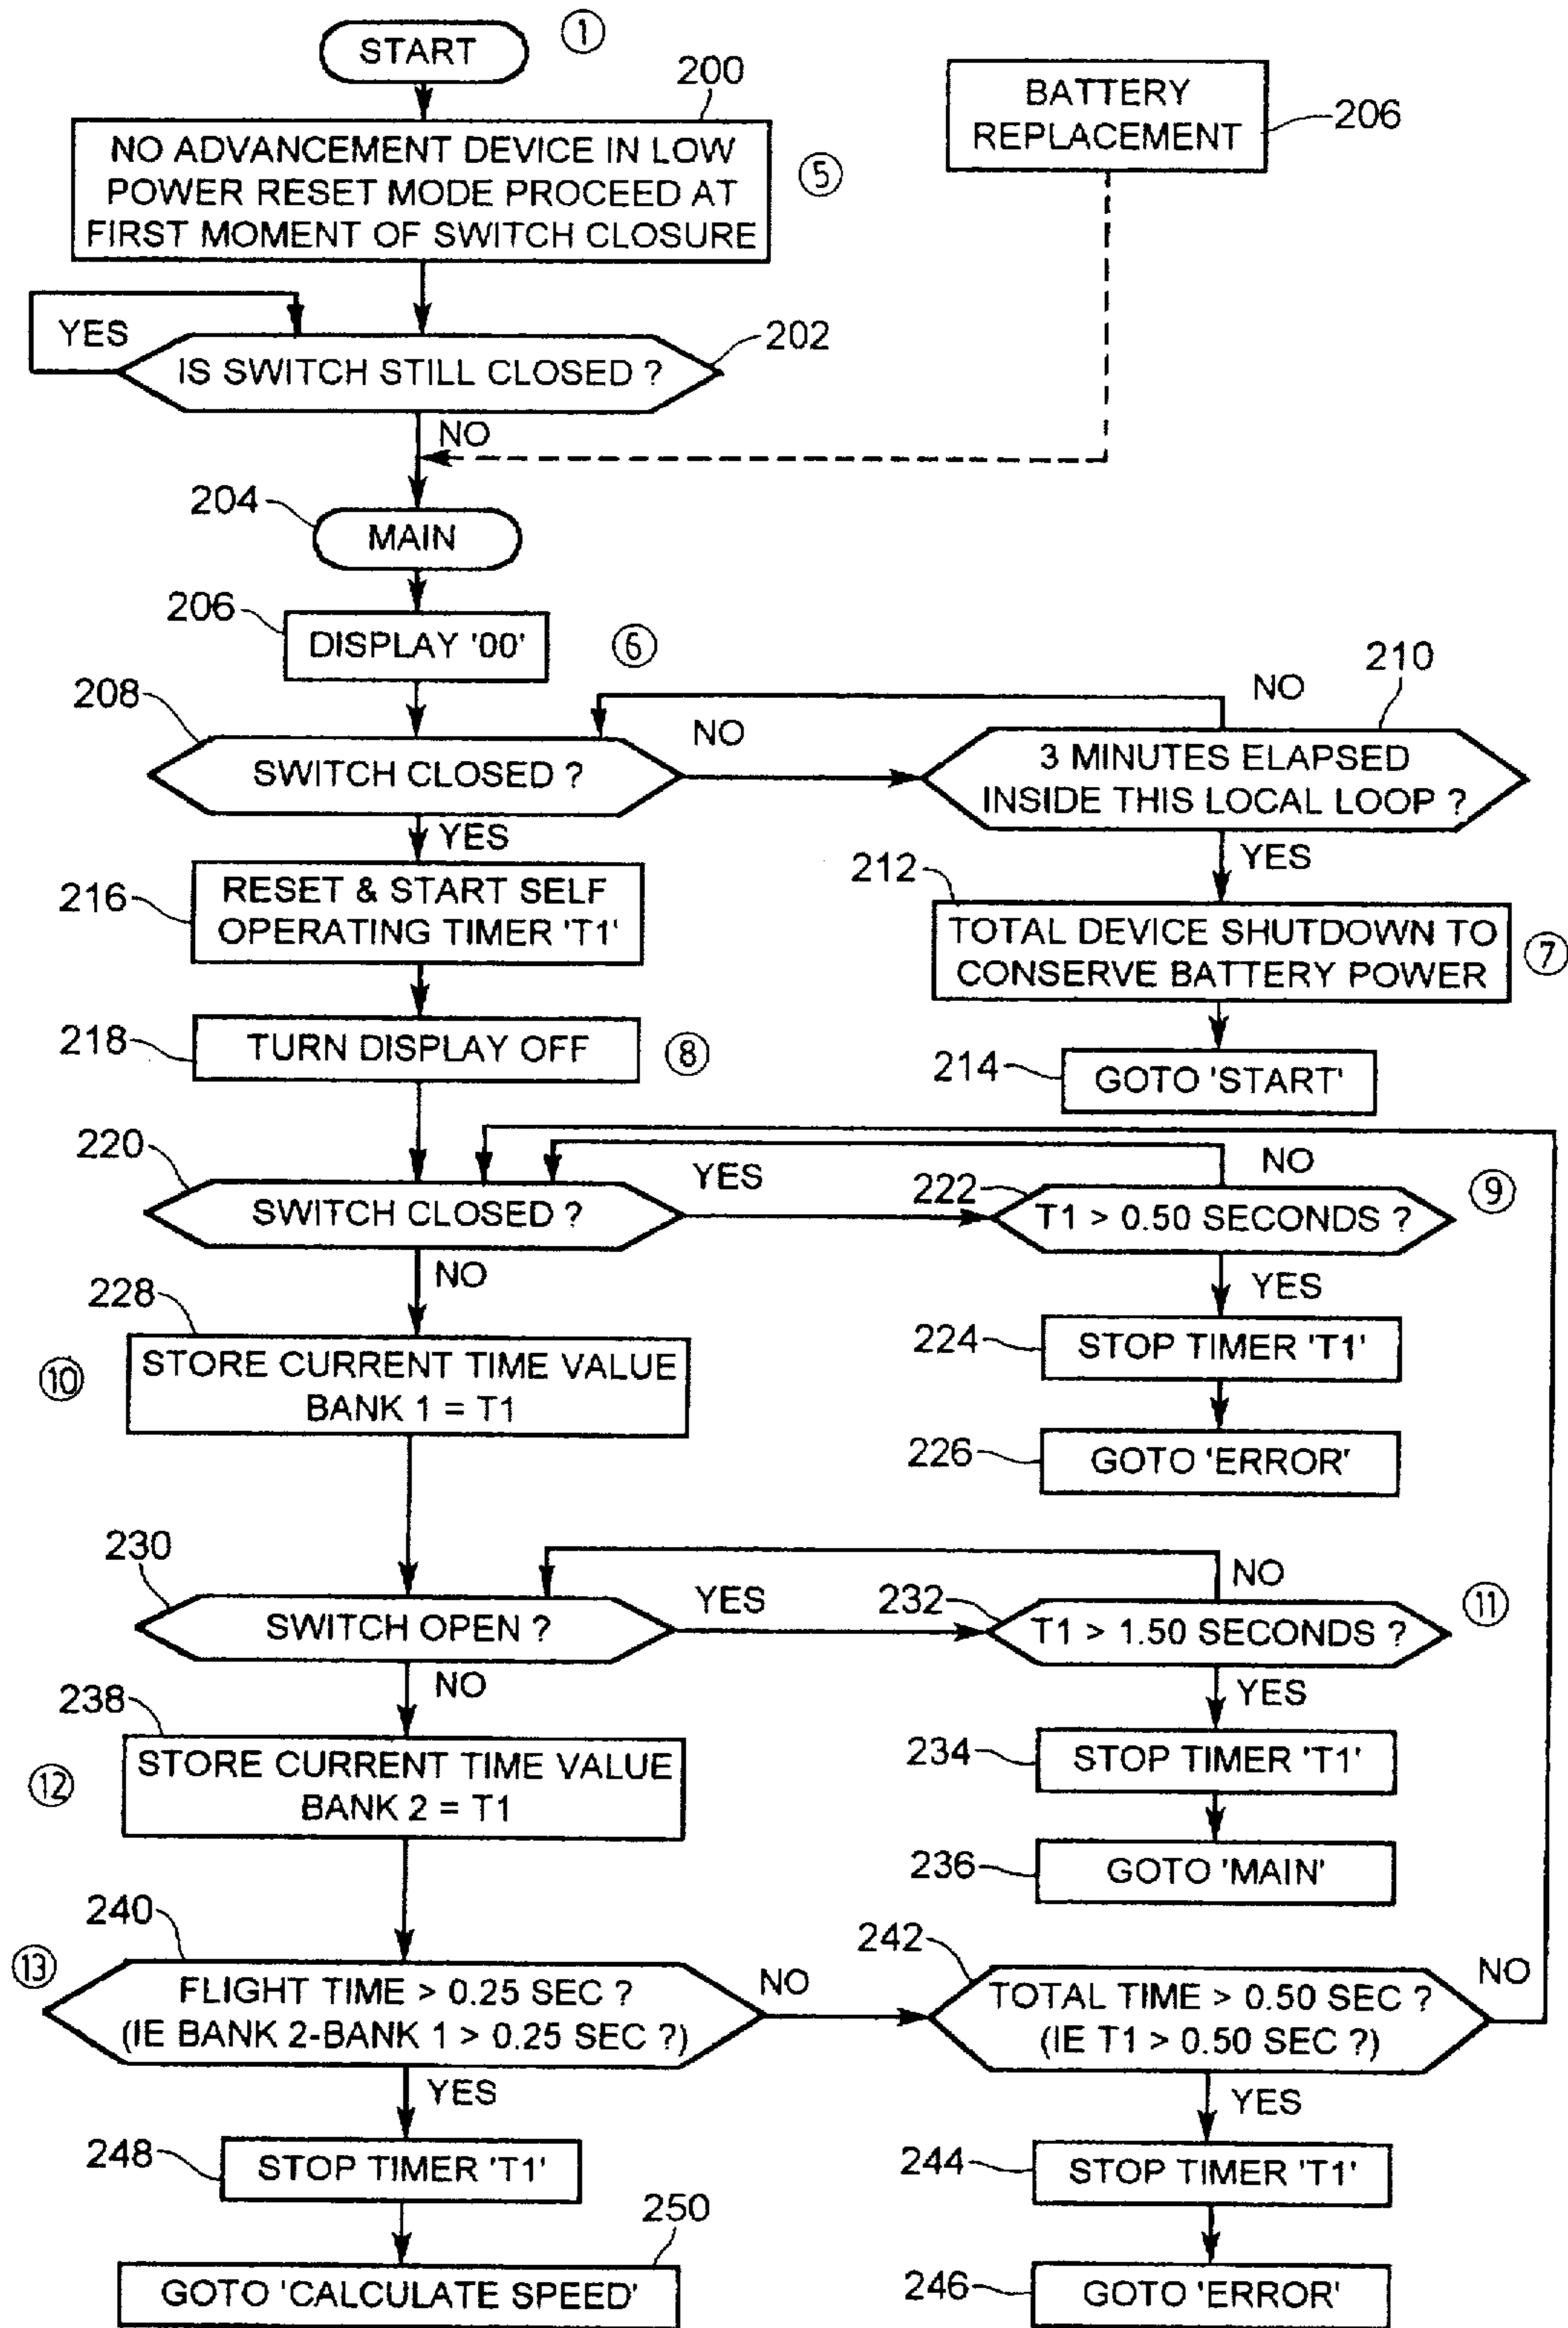 START
①
200
NO ADVANCEMENT DEVICE IN LOW
POWER RESET MODE PROCEED AT
FIRST MOMENT OF SWITCH CLOSURE
⑤
BATTERY
REPLACEMENT
206
YES
IS SWITCH STILL CLOSED ?
202
NO
204
MAIN
206
DISPLAY '00'
⑥
208
SWITCH CLOSED ?
NO
NO
210
3 MINUTES ELAPSED
INSIDE THIS LOCAL LOOP ?
YES
YES
216
RESET & START SELF
OPERATING TIMER 'T1'
212
TOTAL DEVICE SHUTDOWN TO
CONSERVE BATTERY POWER
⑦
218
TURN DISPLAY OFF
⑧
214
GOTO 'START'
220
SWITCH CLOSED ?
YES
NO
222
T1 > 0.50 SECONDS ?
⑨
NO
YES
228
⑩
STORE CURRENT TIME VALUE
BANK 1 = T1
224
STOP TIMER 'T1'
226
GOTO 'ERROR'
230
SWITCH OPEN ?
YES
NO
232
T1 > 1.50 SECONDS ?
⑪
NO
YES
238
⑫
STORE CURRENT TIME VALUE
BANK 2 = T1
234
STOP TIMER 'T1'
236
GOTO 'MAIN'
240
⑬
FLIGHT TIME > 0.25 SEC ?
(IE BANK 2-BANK 1 > 0.25 SEC ?)
NO
242
TOTAL TIME > 0.50 SEC ?
(IE T1 > 0.50 SEC ?)
NO
YES
YES
248
STOP TIMER 'T1'
244
STOP TIMER 'T1'
250
GOTO 'CALCULATE SPEED'
246
GOTO 'ERROR'